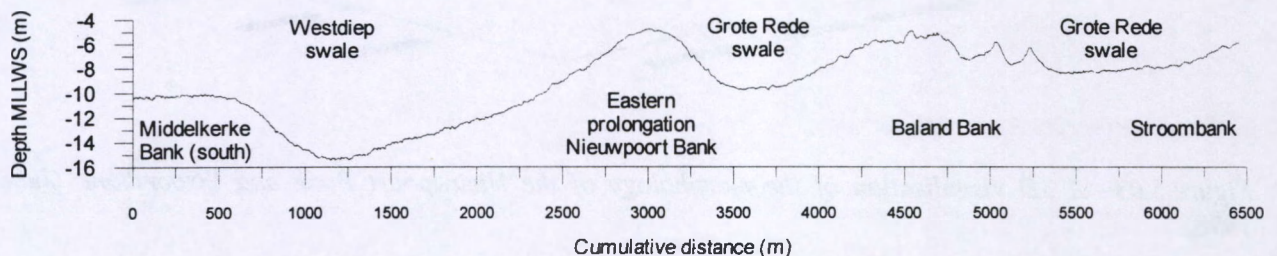 Depth MLLWS (m)
-4
-6
-8
-10
-12
-14
-16
Westdiep
swale
Grote Rede
swale
Grote Rede
swale
Middelkerke
Bank (south)
Eastern
prolongation
Nieuwpoort Bank
Baland Bank
Stroombank
0 500 1000 1500 2000 2500 3000 3500 4000 4500 5000 5500 6000 6500
Cumulative distance (m)